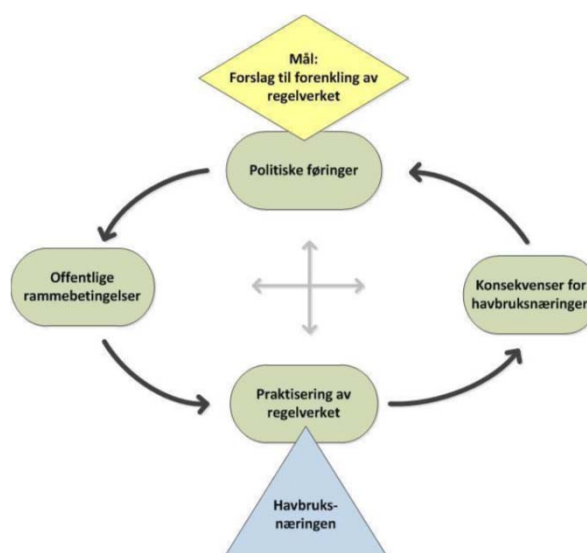 Mål:
Forslag til forenkling av
regelverket
Politiske føringer
Offentlige
rammebetingelser
Konsekvenser for
havbruksnæringen
Praktisering av
regelverket
Havbruks-
næringen